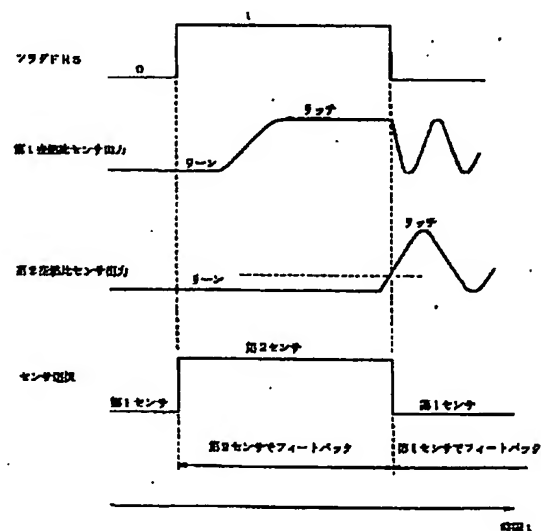 1
フラグFRS
0
リッチ
第1空燃比センサ出力
リーン
リッチ
第2空燃比センサ出力
リーン
第2センサ
センサ選択
第1センサ
第1センサ
第2センサでフィードバック
第1センサでフィードバック
時間t